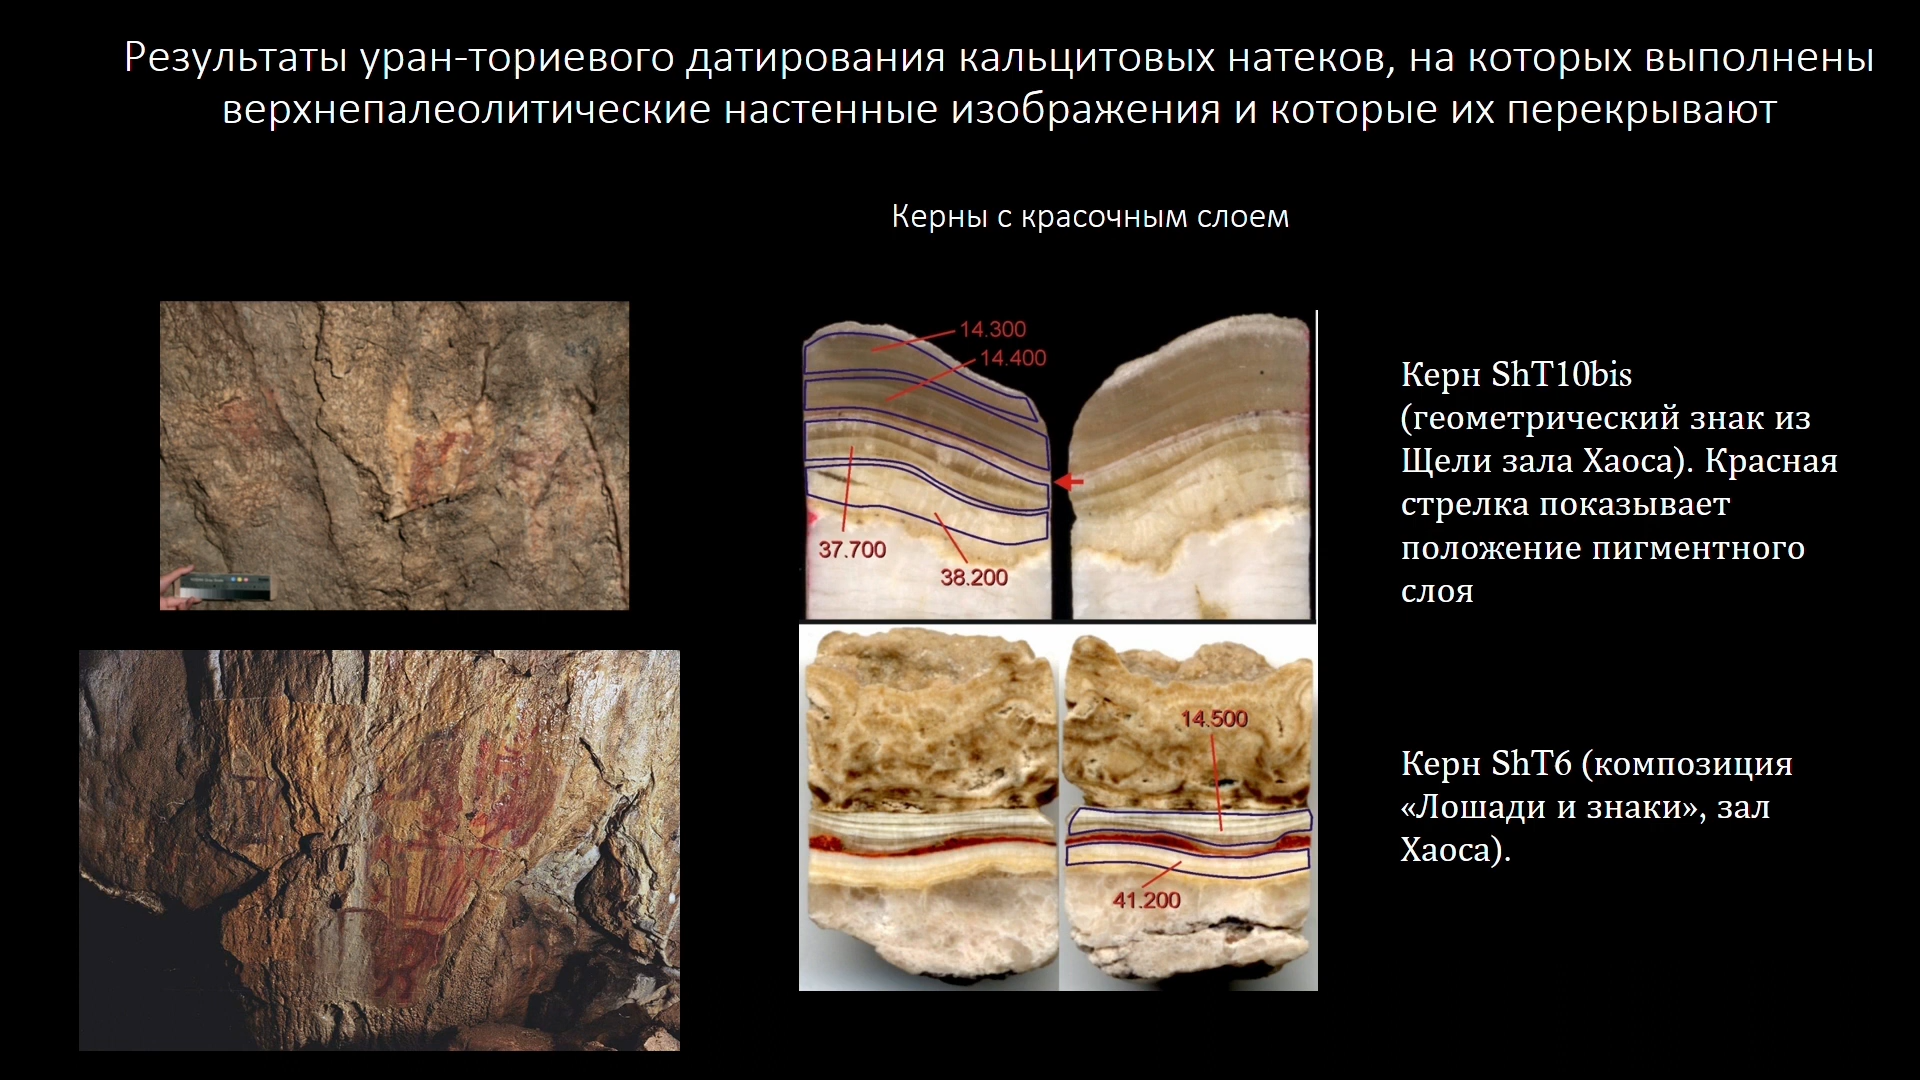 Результаты уран-ториевого датирования кальцитовых натеков, на которых выполнены
верхнепалеолитические настенные изображения и которые их перекрывают
Керны с красочным слоем
14.300
14.400
37.700
38.200
Керн ShT10bis
(геометрический знак из
Щели зала Хаоса). Красная
стрелка показывает
положение пигментного
слоя
14.500
41.200
Керн ShT6 (композиция
«Лошади и знаки», зал
Хаоса).